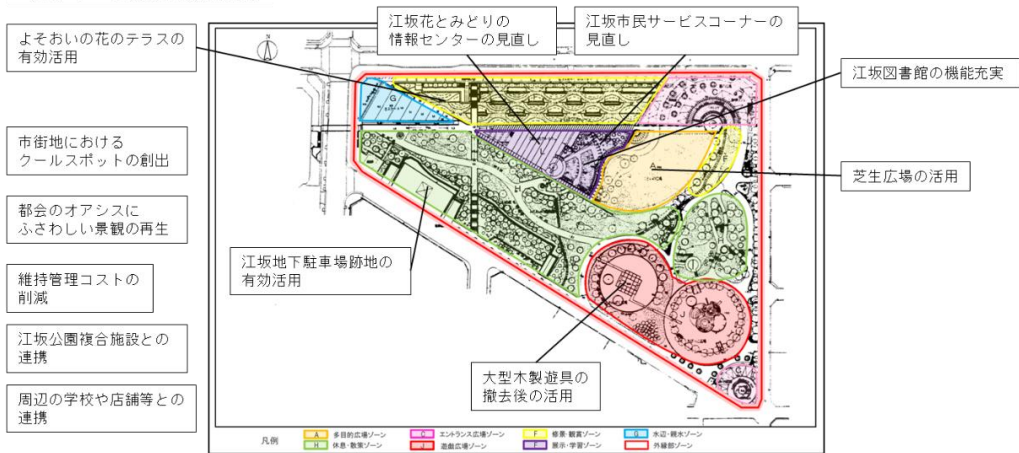 よそおいの花のテラスの
有効活用
江坂花とみどりの
情報センターの見直し
江坂市民サービスコーナーの
見直し
江坂図書館の機能充実
市街地における
クールスポットの創出
芝生広場の活用
都会のオアシスに
ふさわしい景観の再生
江坂地下駐車場跡地の
有効活用
維持管理コストの
削減
江坂公園複合施設との
連携
大型木製遊具の
撤去後の活用
周辺の学校や店舗等との
連携
N
G
A
H
凡例
A 多目的広場ゾーン
C エントランス広場ゾーン
F 修景・観賞ゾーン
G 水辺・親水ゾーン
H 休息・散策ゾーン
遊戯広場ゾーン
展示・学習ゾーン
外縁部ゾーン